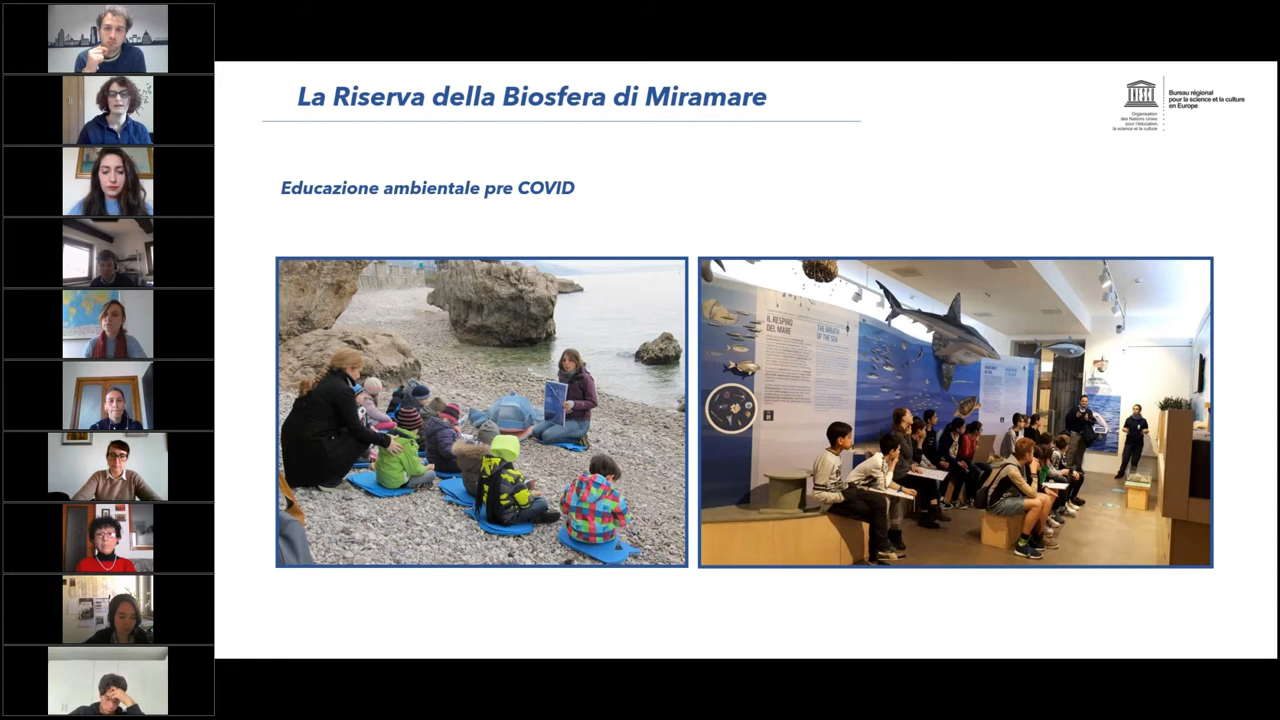 La Riserva della Biosfera di Miramare
Bureau régional
pour la science et la culture
en Europe
Organisation
des Nations Unies
pour l'éducation,
la science et la culture
Educazione ambientale pre COVID
IL RESPIRO
DEL MARE
THE BREATH
OF THE SEA